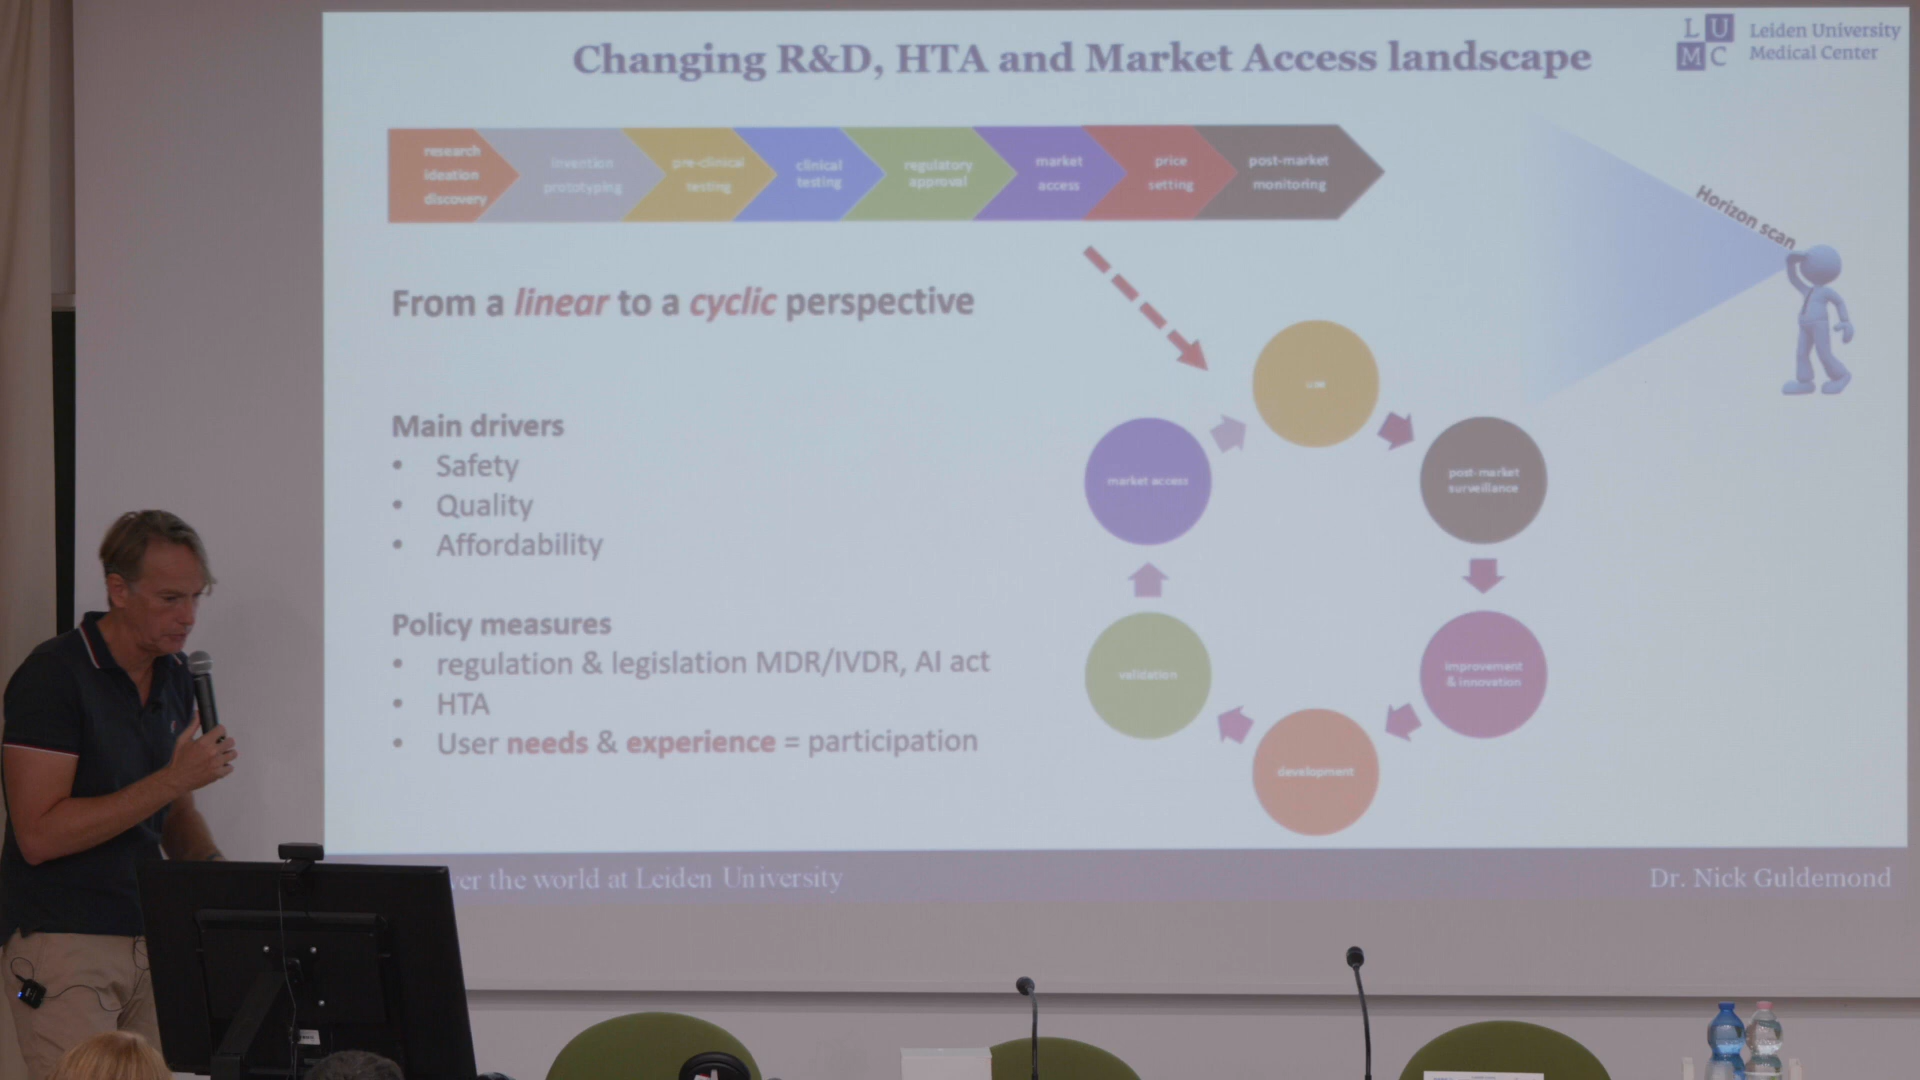 Changing R&D, HTA and Market Access landscape
L U M C
Leiden University
Medical Center
research
ideation
discovery
invention
prototyping
pre-clinical
testing
clinical
testing
regulatory
approval
market
access
price
setting
post-market
monitoring
Horizon scan
From a linear to a cyclic perspective
Main drivers
• Safety
• Quality
• Affordability
Policy measures
• regulation & legislation MDR/IVDR, AI act
• HTA
• User needs & experience = participation
use
post-market
surveillance
improvement
& innovation
development
validation
market access
the world at Leiden University
Dr. Nick Guldemond